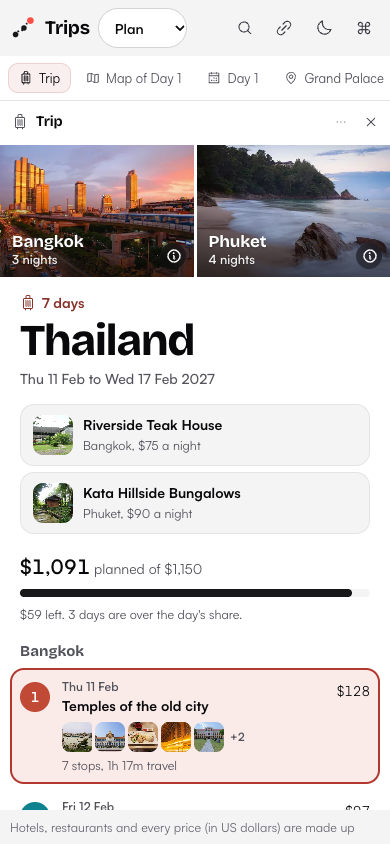 Trips
Plan
Trip
Map of Day 1
Day 1
Grand Palace
Trip
Bangkok
3 nights
Phuket
4 nights
7 days
Thailand
Thu 11 Feb to Wed 17 Feb 2027
Riverside Teak House
Bangkok, $75 a night
Kata Hillside Bungalows
Phuket, $90 a night
$1,091 planned of $1,150
$59 left. 3 days are over the day's share.
Bangkok
1
Thu 11 Feb
$128
Temples of the old city
+2
7 stops, 1h 17m travel
Fri 12 Feb
$97
Hotels, restaurants and every price (in US dollars) are made up